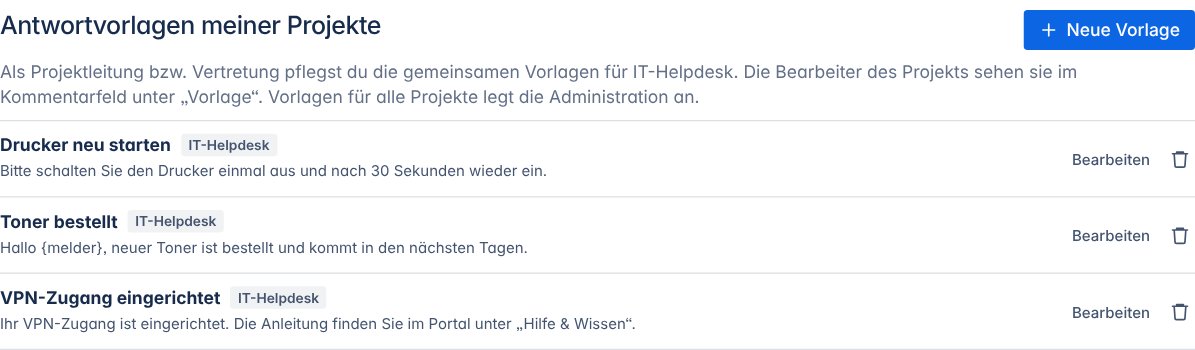 Antwortvorlagen meiner Projekte
+ Neue Vorlage
Als Projektleitung bzw. Vertretung pflegst du die gemeinsamen Vorlagen für IT-Helpdesk. Die Bearbeiter des Projekts sehen sie im
Kommentarfeld unter „Vorlage“. Vorlagen für alle Projekte legt die Administration an.
Drucker neu starten IT-Helpdesk
Bitte schalten Sie den Drucker einmal aus und nach 30 Sekunden wieder ein.
Bearbeiten
Toner bestellt IT-Helpdesk
Hallo {melder}, neuer Toner ist bestellt und kommt in den nächsten Tagen.
Bearbeiten
VPN-Zugang eingerichtet IT-Helpdesk
Ihr VPN-Zugang ist eingerichtet. Die Anleitung finden Sie im Portal unter „Hilfe & Wissen“.
Bearbeiten